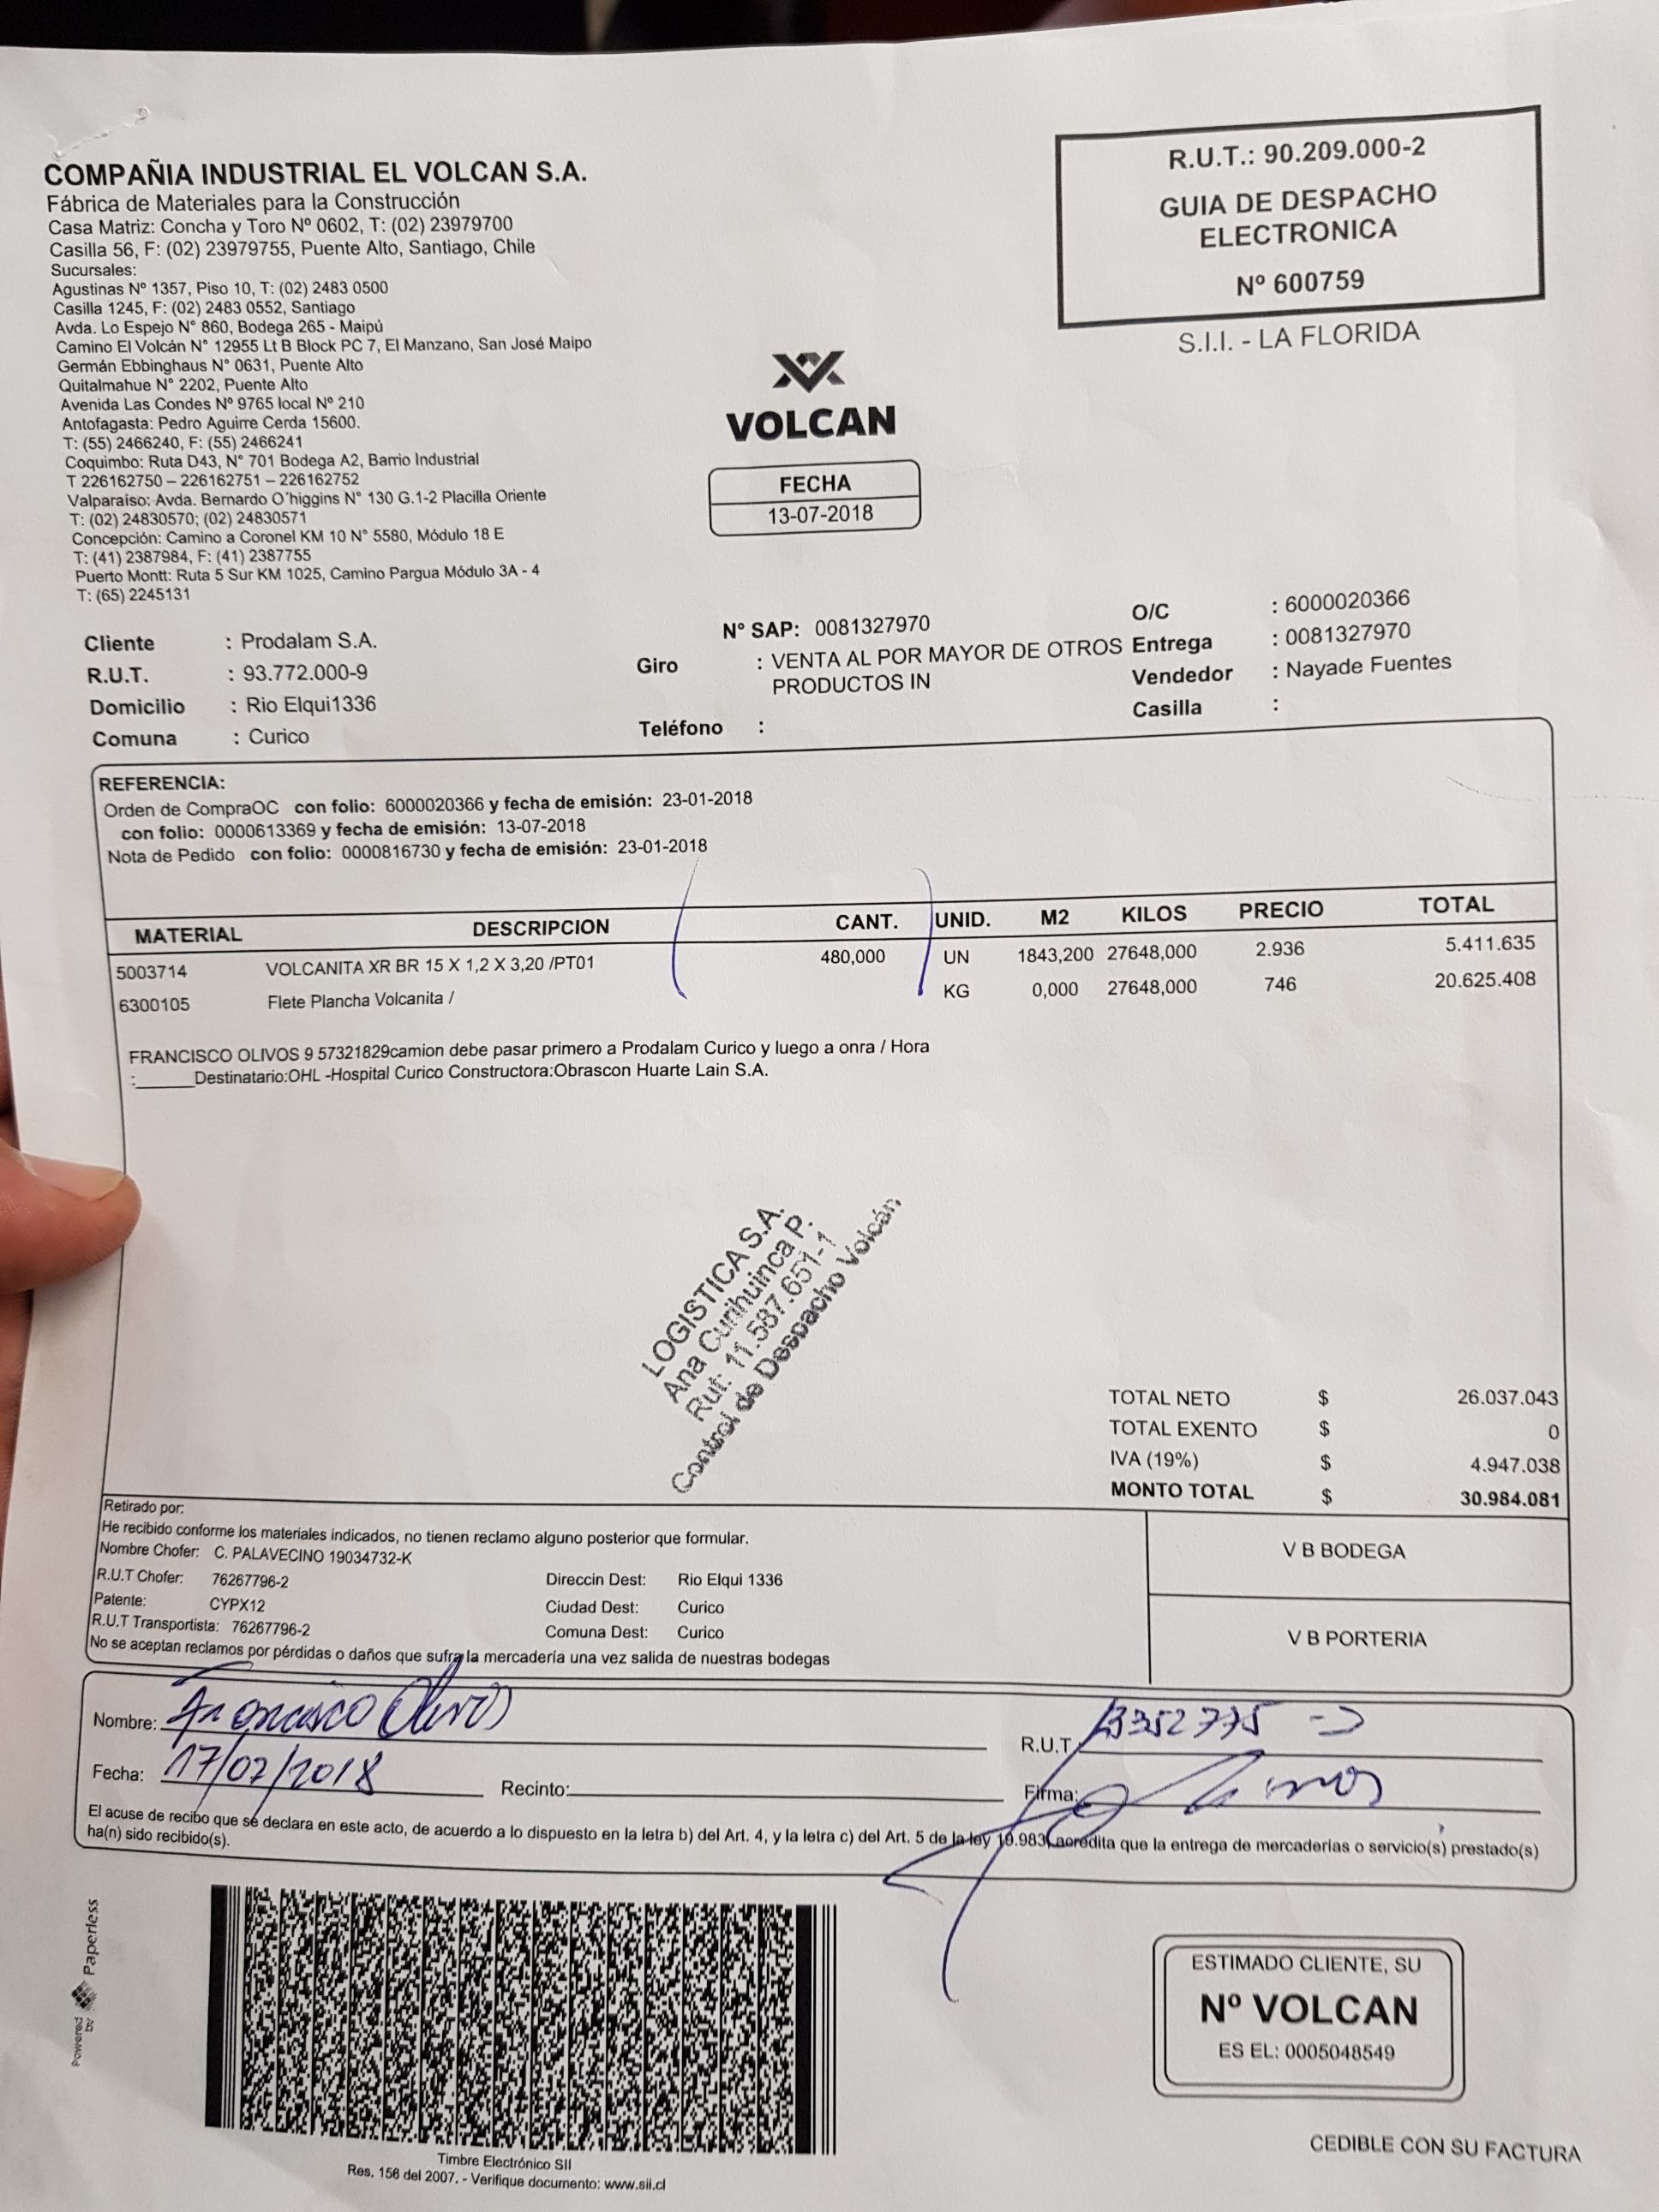 COMPAÑIA INDUSTRIAL EL VOLCAN S.A.
Fábrica de Materiales para la Construcción
Casa Matriz: Concha y Toro Nº 0602, T: (02) 23979700
Casilla 56, F: (02) 23979755, Puente Alto, Santiago, Chile
Sucursales:
Agustinas Nº 1357, Piso 10, T: (02) 2483 0500
Casilla 1245, F: (02) 2483 0552, Santiago
Avda. Lo Espejo N° 860, Bodega 265 - Maipù
Camino El Volcán N° 12955 Lt B Block PC 7, El Manzano, San José Maipo
Germán Ebbinghaus N° 0631, Puente Alto
Quitalmahue N° 2202, Puente Alto
Avenida Las Condes Nº 9765 local N° 210
Antofagasta: Pedro Aguirre Cerda 15600.
T: (55) 2466240, F: (55) 2466241
Coquimbo: Ruta D43, N° 701 Bodega A2, Barrio Industrial
T 226162750 – 226162751 – 226162752
Valparaiso: Avda. Bernardo O´higgins N° 130 G.1-2 Placilla Oriente
T: (02) 24830570; (02) 24830571
Concepción: Camino a Coronel KM 10 N° 5580, Módulo 18 E
T: (41) 2387984, F: (41) 2387755
Puerto Montt: Ruta 5 Sur KM 1025, Camino Pargua Módulo 3A - 4
T: (65) 2245131
R.U.T.: 90.209.000-2
GUIA DE DESPACHO
ELECTRONICA
Nº 600759
S.I.I. - LA FLORIDA
VOLCAN
FECHA
13-07-2018
Cliente : Prodalam S.A.
R.U.T. : 93.772.000-9
Domicilio : Rio Elqui1336
Comuna : Curico
N° SAP: 0081327970
Giro : VENTA AL POR MAYOR DE OTROS
PRODUCTOS IN
Teléfono :
O/C : 6000020366
Entrega : 0081327970
Vendedor : Nayade Fuentes
Casilla :
REFERENCIA:
Orden de CompraOC con folio: 6000020366 y fecha de emisión: 23-01-2018
con folio: 0000613369 y fecha de emisión: 13-07-2018
Nota de Pedido con folio: 0000816730 y fecha de emisión: 23-01-2018
MATERIAL DESCRIPCION CANT. UNID. M2 KILOS PRECIO TOTAL
5003714 VOLCANITA XR BR 15 X 1,2 X 3,20 /PT01 480,000 UN 1843,200 27648,000 2.936 5.411.635
6300105 Flete Plancha Volcanita / KG 0,000 27648,000 746 20.625.408
FRANCISCO OLIVOS 9 57321829camion debe pasar primero a Prodalam Curico y luego a onra / Hora
:______Destinatario:OHL -Hospital Curico Constructora:Obrascon Huarte Lain S.A.
LOGISTICA S.A.
Ana Curihuinca P.
Rut: 11.587.651-1
Control de Despacho Volcán
TOTAL NETO $ 26.037.043
TOTAL EXENTO $ 0
IVA (19%) $ 4.947.038
MONTO TOTAL $ 30.984.081
Retirado por:
He recibido conforme los materiales indicados, no tienen reclamo alguno posterior que formular.
Nombre Chofer: C. PALAVECINO 19034732-K
R.U.T Chofer: 76267796-2 Direccin Dest: Rio Elqui 1336
Patente: CYPX12 Ciudad Dest: Curico
R.U.T Transportista: 76267796-2 Comuna Dest: Curico
No se aceptan reclamos por pérdidas o daños que sufra la mercadería una vez salida de nuestras bodegas
V B BODEGA
V B PORTERIA
Nombre: Francisco Olivos
R.U.T 13352775
Fecha: 17/07/2018 Recinto: Firma:
El acuse de recibo que se declara en este acto, de acuerdo a lo dispuesto en la letra b) del Art. 4, y la letra c) del Art. 5 de la ley 19.983, acredita que la entrega de mercaderías o servicio(s) prestado(s)
ha(n) sido recibido(s).
Powered by Paperless
Timbre Electrónico SII
Res. 156 del 2007. - Verifique documento: www.sii.cl
ESTIMADO CLIENTE, SU
Nº VOLCAN
ES EL: 0005048549
CEDIBLE CON SU FACTURA